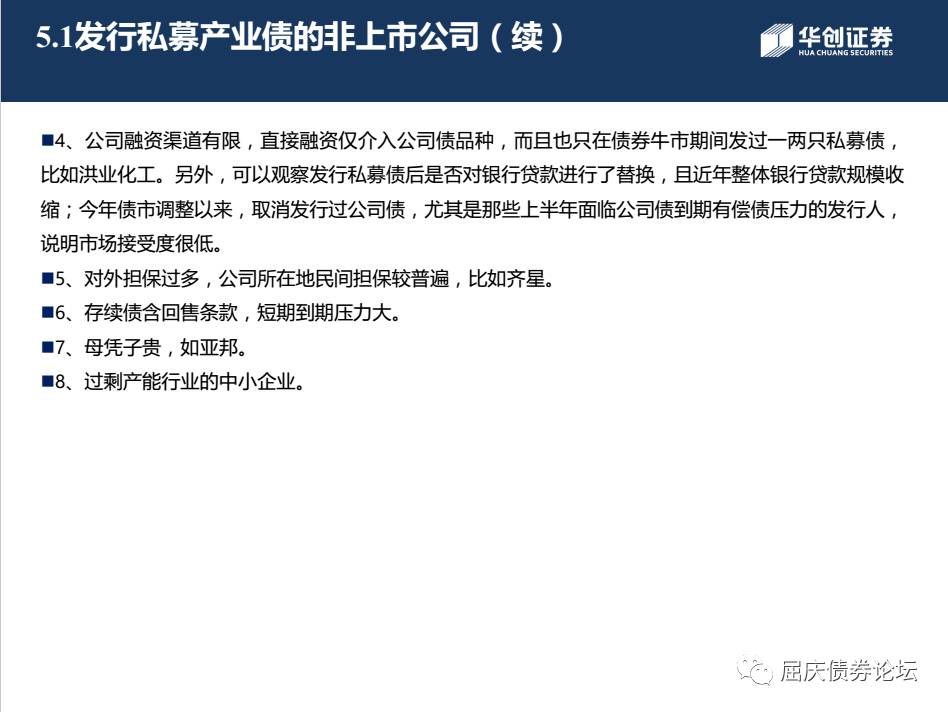 5.1发行私募产业债的非上市公司（续）
华创证券
HUA CHUANG SECURITIES
■4、公司融资渠道有限，直接融资仅介入公司债品种，而且也只在债券牛市期间发过一两只私募债，
比如洪业化工。另外，可以观察发行私募债后是否对银行贷款进行了替换，且近年整体银行贷款规模收
缩；今年债市调整以来，取消发行过公司债，尤其是那些上半年面临公司债到期有偿债压力的发行人，
说明市场接受度很低。
■5、对外担保过多，公司所在地民间担保较普遍，比如齐星。
■6、存续债含回售条款，短期到期压力大。
■7、母凭子贵，如亚邦。
■8、过剩产能行业的中小企业。
屈庆债券论坛